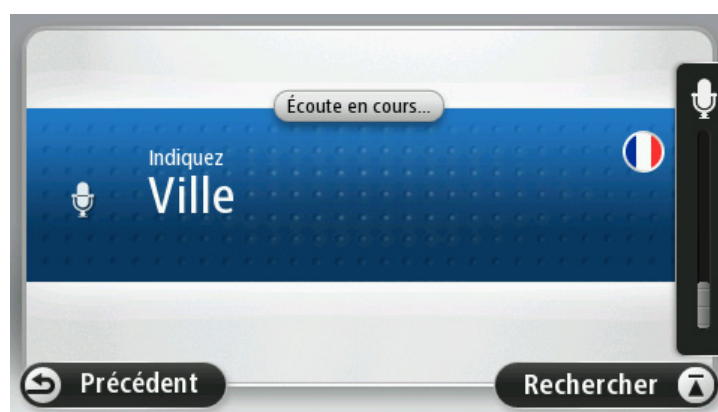 Écoute en cours...
Indiquez
Ville
Précédent
Rechercher